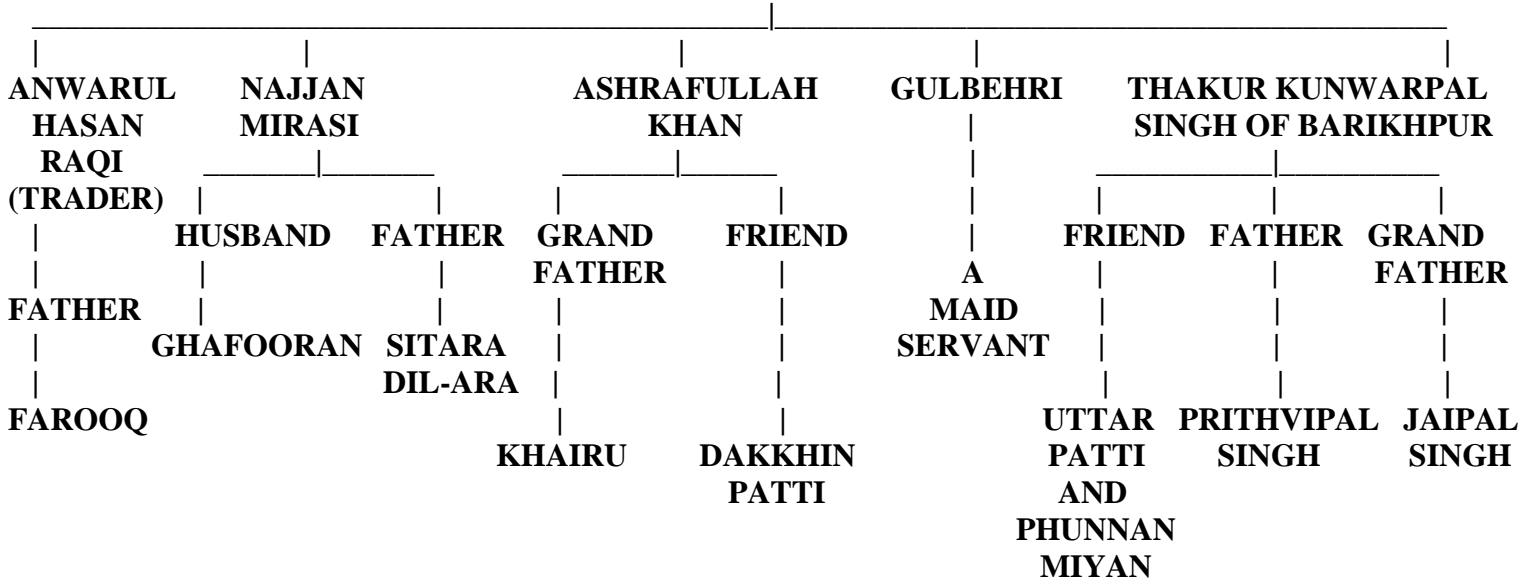 ANWARUL NAJJAN ASHRAFULLAH GULBEHRI THAKUR KUNWARPAL
HASAN MIRASI KHAN SINGH OF BARIKHPUR
RAQI
(TRADER)
HUSBAND FATHER GRAND FRIEND FRIEND FATHER GRAND
FATHER A FATHER
FATHER MAID
GHAFOORAN SITARA SERVANT
DIL-ARA
FAROOQ UTTAR PRITHVIPAL JAIPAL
KHAIRU DAKKHIN PATTI SINGH SINGH
PATTI AND
PHUNNAN
MIYAN